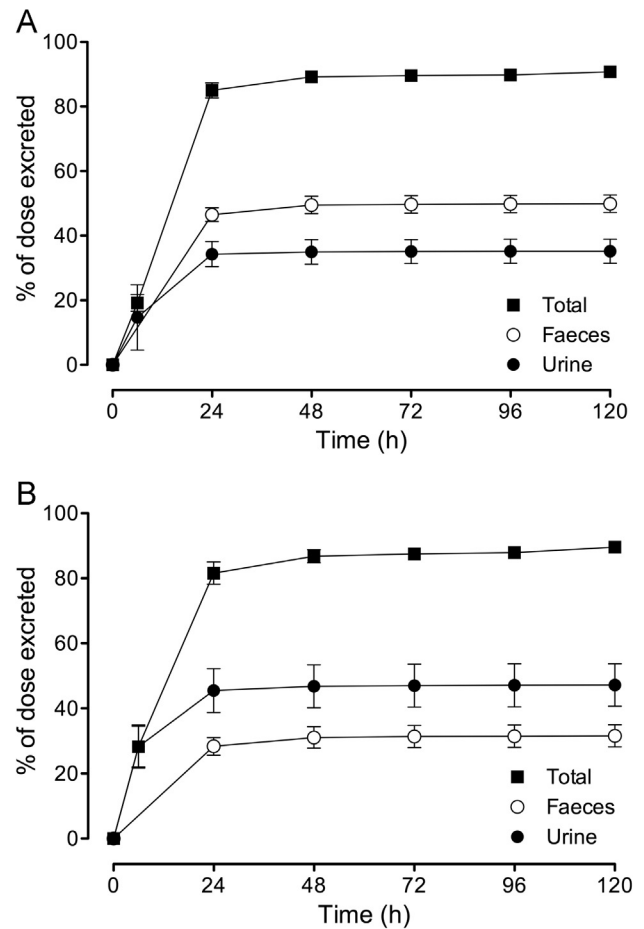 A
100
80
60
40
20
0
% of dose excreted
Total
Faeces
Urine
0 24 48 72 96 120
Time (h)
B
100
80
60
40
20
0
% of dose excreted
Total
Faeces
Urine
0 24 48 72 96 120
Time (h)